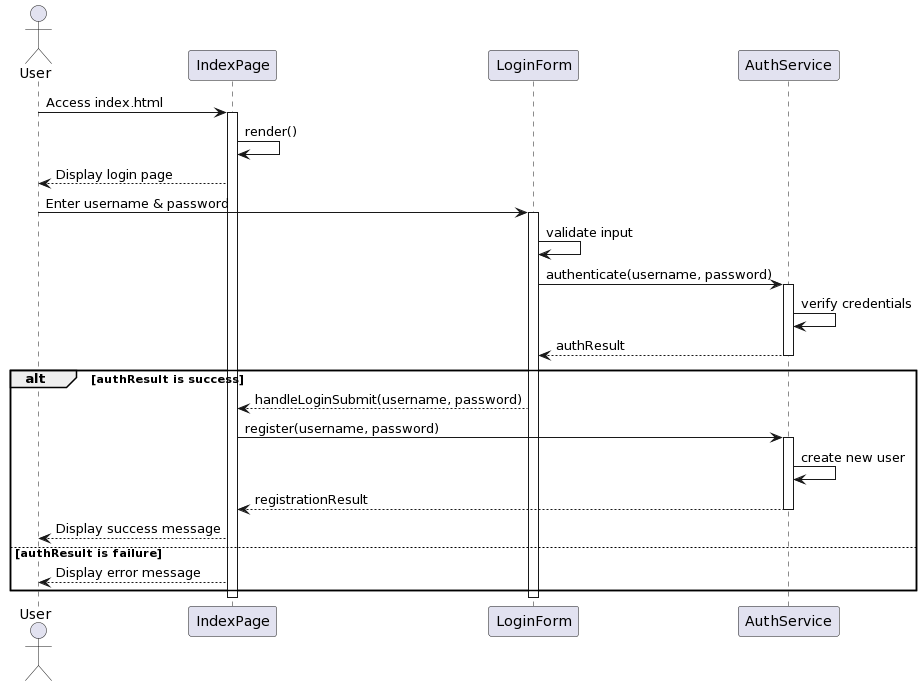 User
IndexPage
LoginForm
AuthService
Access index.html
render()
Display login page
Enter username & password
validate input
authenticate(username, password)
verify credentials
authResult
alt
[authResult is success]
handleLoginSubmit(username, password)
register(username, password)
create new user
registrationResult
Display success message
[authResult is failure]
Display error message
User
IndexPage
LoginForm
AuthService